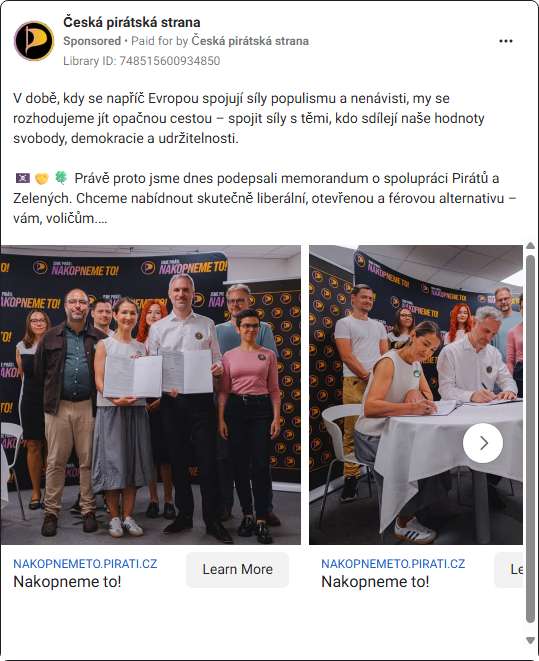 Česká pirátská strana
Sponsored • Paid for by Česká pirátská strana
Library ID: 748515600934850
V době, kdy se napříč Evropou spojují síly populismu a nenávisti, my se
rozhodujeme jít opačnou cestou – spojit síly s těmi, kdo sdílejí naše hodnoty
svobody, demokracie a udržitelnosti.
🏴‍☠️ 🤝 🍀 Právě proto jsme dnes podepsali memorandum o spolupráci Pirátů a
Zelených. Chceme nabídnout skutečně liberální, otevřenou a férovou alternativu –
vám, voličům....
JSME PIRÁTI.
NAKOPNEME TO!
JSME PIRÁTI.
NAKOPNEME TO!
NAKOPNEMETO.PIRATI.CZ
Nakopneme to!
Learn More
NAKOPNEMETO.PIRATI.CZ
Nakopneme to!
Le